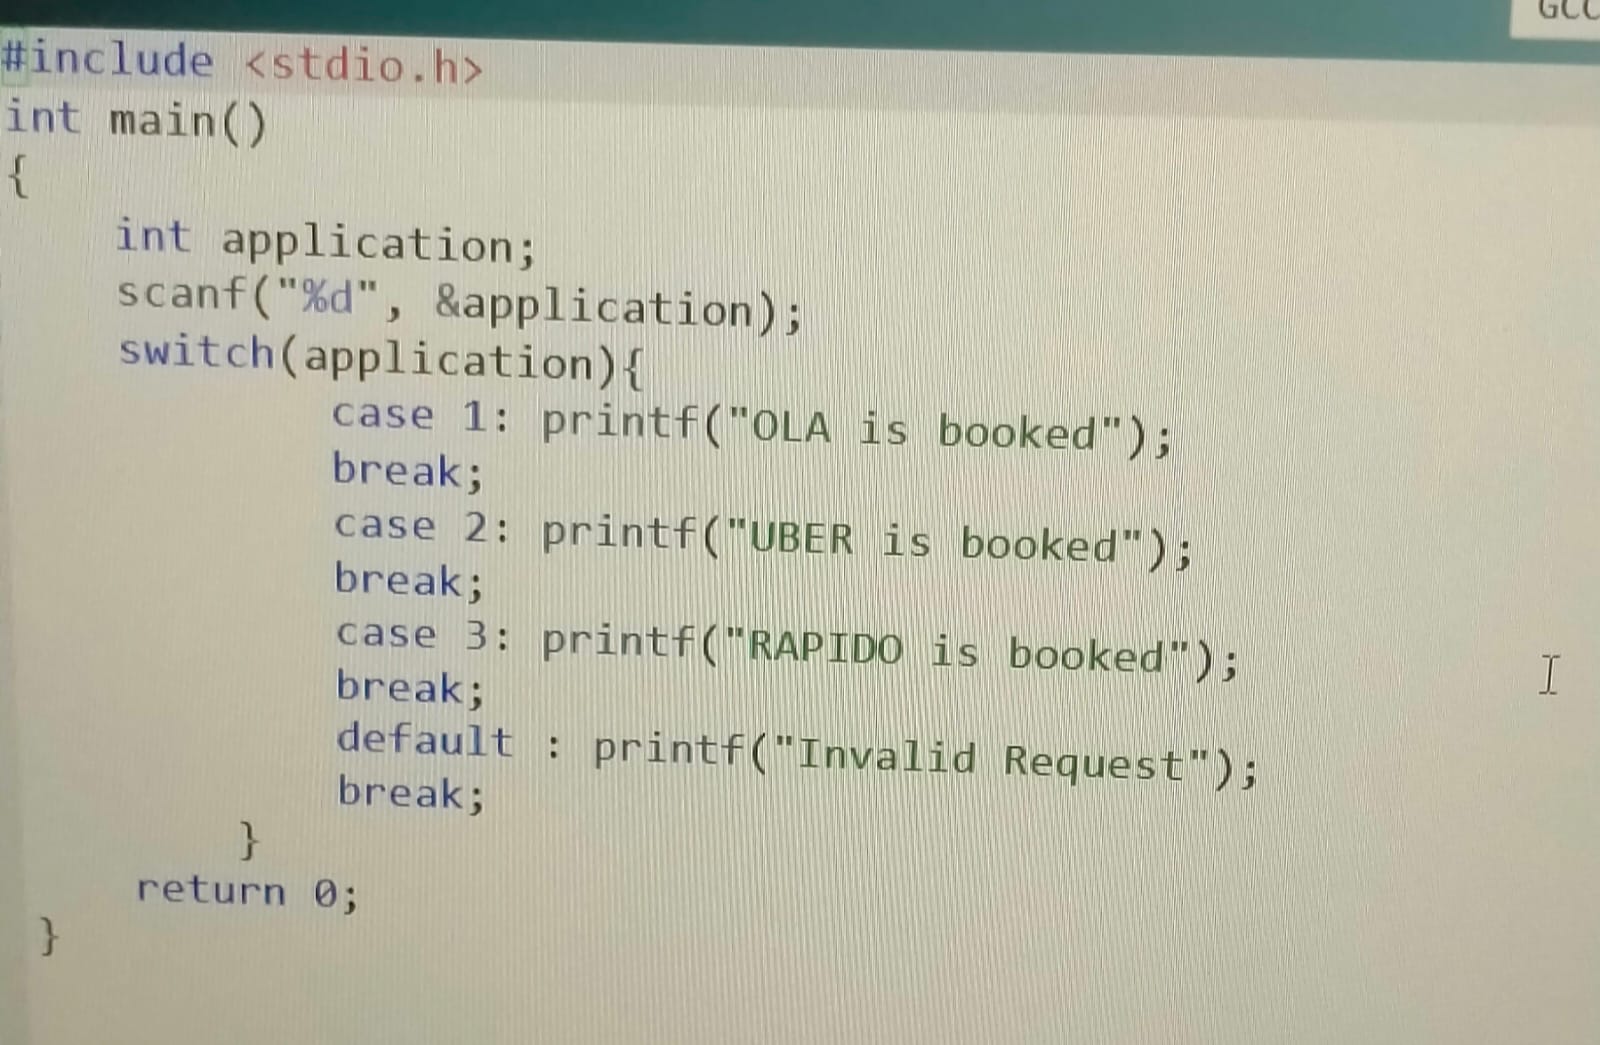 GCC
#include <stdio.h>
int main()
{
    int application;
    scanf("%d", &application);
    switch(application){
            case 1: printf("OLA is booked");
            break;
            case 2: printf("UBER is booked");
            break;
            case 3: printf("RAPIDO is booked");
            break;
            default : printf("Invalid Request");
            break;
        }
    return 0;
}